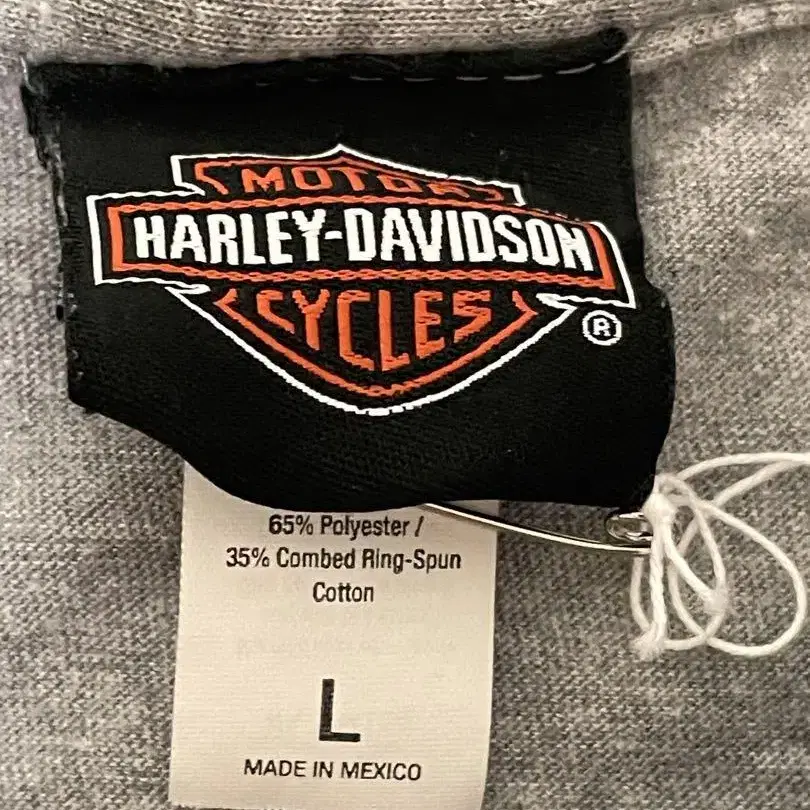 MOTOR
HARLEY-DAVIDSON
CYCLES
®
65% Polyester /
35% Combed Ring-Spun
Cotton
L
MADE IN MEXICO